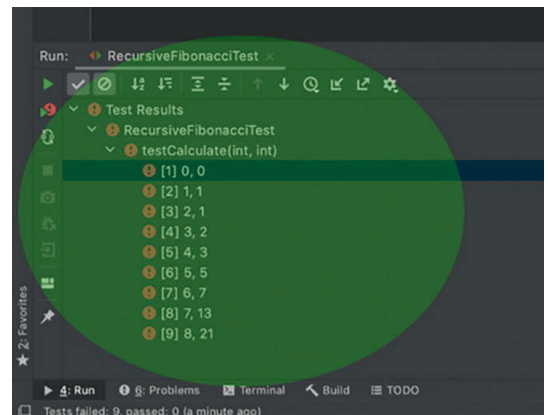 Run: RecursiveFibonacciTest ×
9
Test Results
RecursiveFibonacciTest
testCalculate(int, int)
[1] 0, 0
[2] 1, 1
[3] 2, 1
[4] 3, 2
[5] 4, 3
[6] 5, 5
[7] 6, 7
[8] 7, 13
[9] 8, 21
2: Favorites
4: Run 6: Problems Terminal Build TODO
Tests failed: 9, passed: 0 (a minute ago)